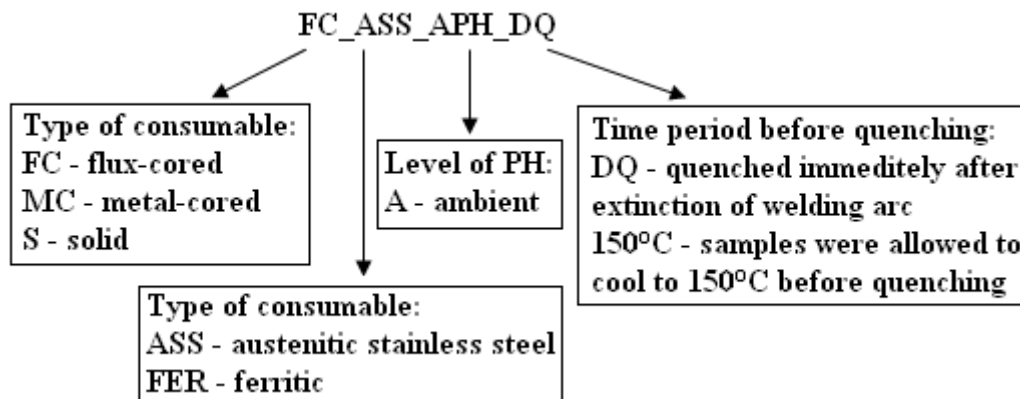 FC_ASS_APH_DQ
Type of consumable:
FC - flux-cored
MC - metal-cored
S - solid
Level of PH:
A - ambient
Time period before quenching:
DQ - quenched immeditely after
extinction of welding arc
150°C - samples were allowed to
cool to 150°C before quenching
Type of consumable:
ASS - austenitic stainless steel
FER - ferritic